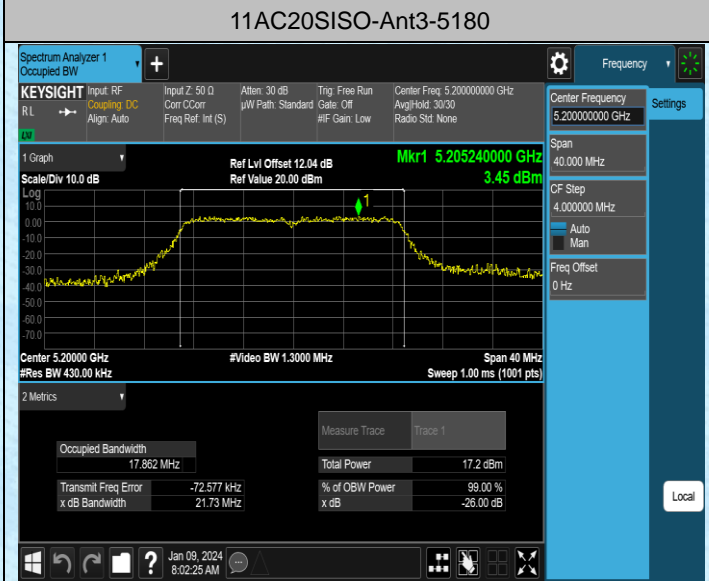 11AC20SISO-Ant3-5180
Spectrum Analyzer 1
Occupied BW
+
Frequency
KEYSIGHT
RL
LXI
Input: RF
Coupling: DC
Align: Auto
Input Z: 50 Ω
Corr CCorr
Freq Ref: Int (S)
Atten: 30 dB
µW Path: Standard
Trig: Free Run
Gate: Off
#IF Gain: Low
Center Freq: 5.200000000 GHz
Avg|Hold: 30/30
Radio Std: None
Center Frequency
5.200000000 GHz
Settings
Span
40.000 MHz
CF Step
4.000000 MHz
Auto
Man
Freq Offset
0 Hz
1 Graph
Scale/Div 10.0 dB
Ref Lvl Offset 12.04 dB
Ref Value 20.00 dBm
Mkr1 5.205240000 GHz
3.45 dBm
Log
10.0
0.00
-10.0
-20.0
-30.0
-40.0
-50.0
-60.0
-70.0
1
Center 5.20000 GHz
#Video BW 1.3000 MHz
Span 40 MHz
#Res BW 430.00 kHz
Sweep 1.00 ms (1001 pts)
2 Metrics
Measure Trace
Trace 1
Occupied Bandwidth
17.862 MHz
Total Power
17.2 dBm
Transmit Freq Error
-72.577 kHz
% of OBW Power
99.00 %
x dB Bandwidth
21.73 MHz
x dB
-26.00 dB
Local
?
Jan 09, 2024
8:02:25 AM